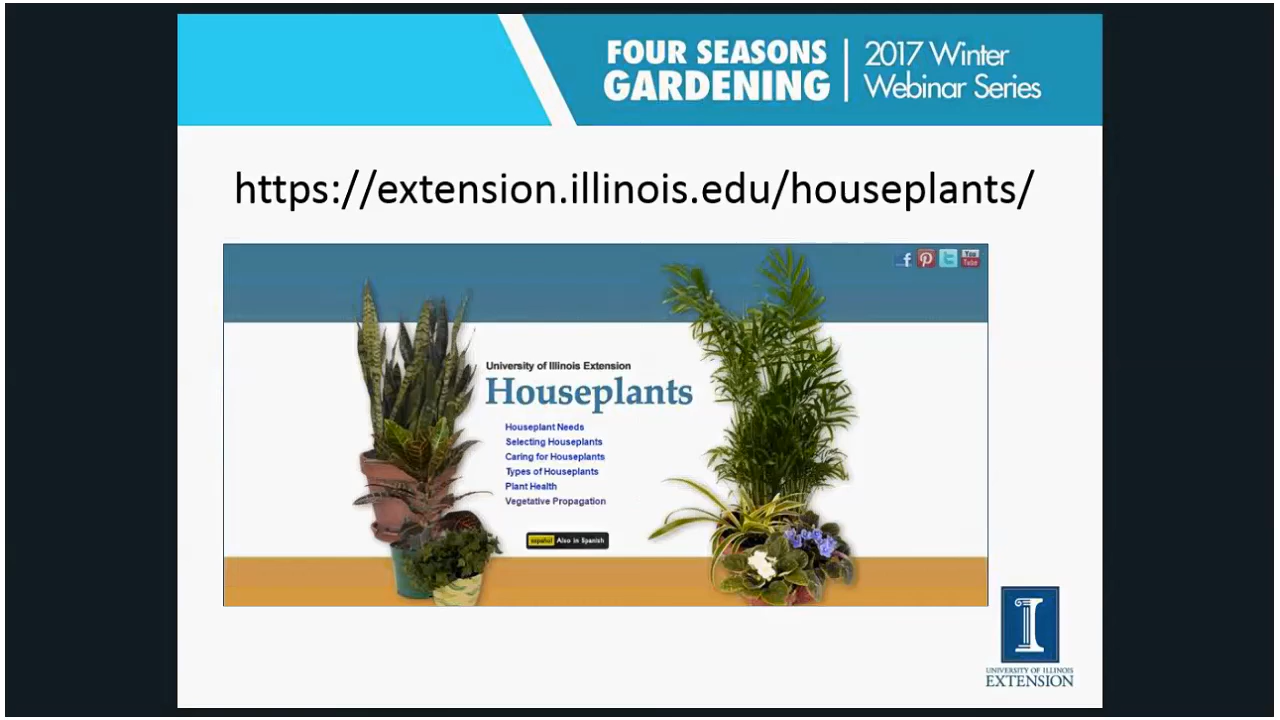 FOUR SEASONS
GARDENING
2017 Winter
Webinar Series
https://extension.illinois.edu/houseplants/
f
You
Tube
University of Illinois Extension
Houseplants
Houseplant Needs
Selecting Houseplants
Caring for Houseplants
Types of Houseplants
Plant Health
Vegetative Propagation
español Also in Spanish
I
UNIVERSITY OF ILLINOIS
EXTENSION